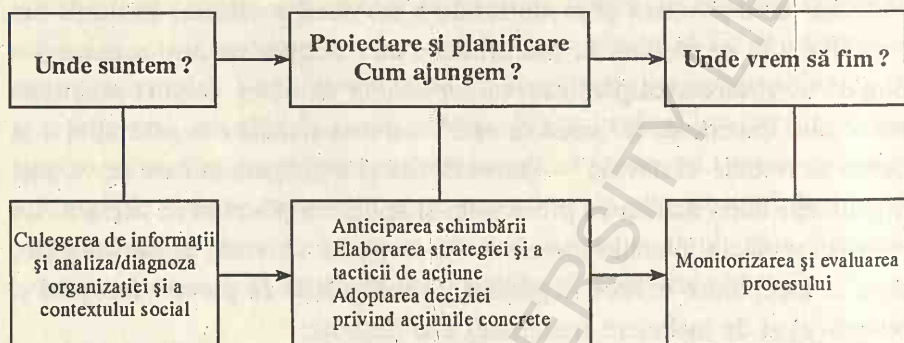 Unde suntem ?
Proiectare şi planificare
Cum ajungem ?
Unde vrem să fim ?
Culegerea de informaţii
şi analiza/diagnoza
organizaţiei şi a
contextului social
Anticiparea schimbării
Elaborarea strategiei şi a
tacticii de acţiune
Adoptarea deciziei
privind acţiunile concrete
Monitorizarea şi evaluarea
procesului